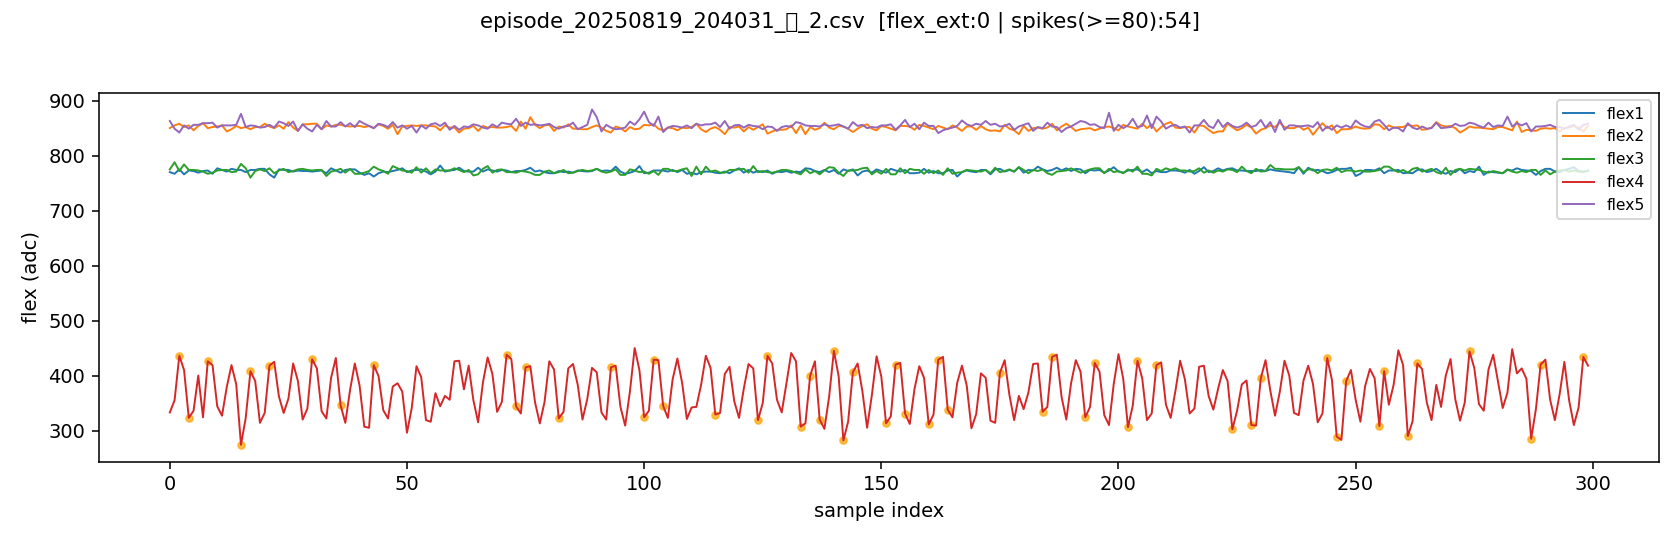 episode_20250819_204031_▯_2.csv  [flex_ext:0 | spikes(>=80):54]
900
800
700
600
500
400
300
flex (adc)
flex1
flex2
flex3
flex4
flex5
0
50
100
150
200
250
300
sample index